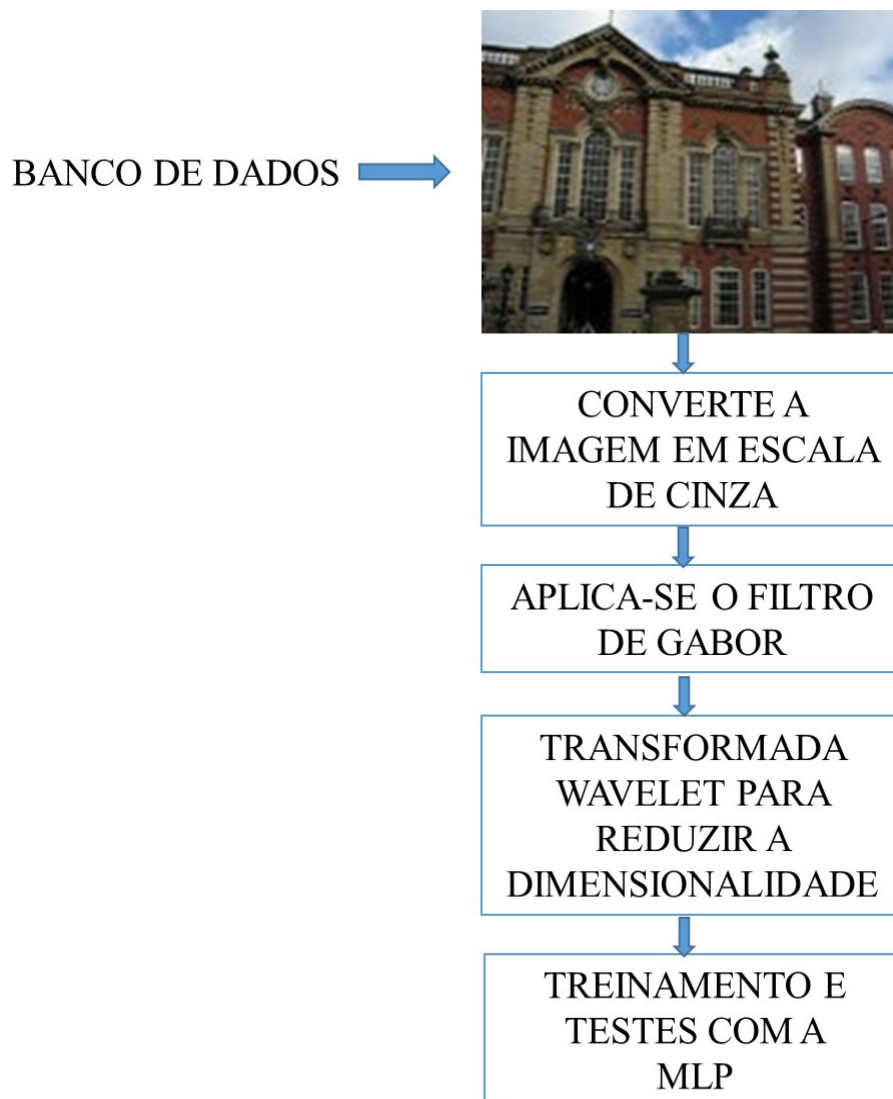 BANCO DE DADOS
CONVERTE A
IMAGEM EM ESCALA
DE CINZA
APLICA-SE O FILTRO
DE GABOR
TRANSFORMADA
WAVELET PARA
REDUZIR A
DIMENSIONALIDADE
TREINAMENTO E
TESTES COM A
MLP